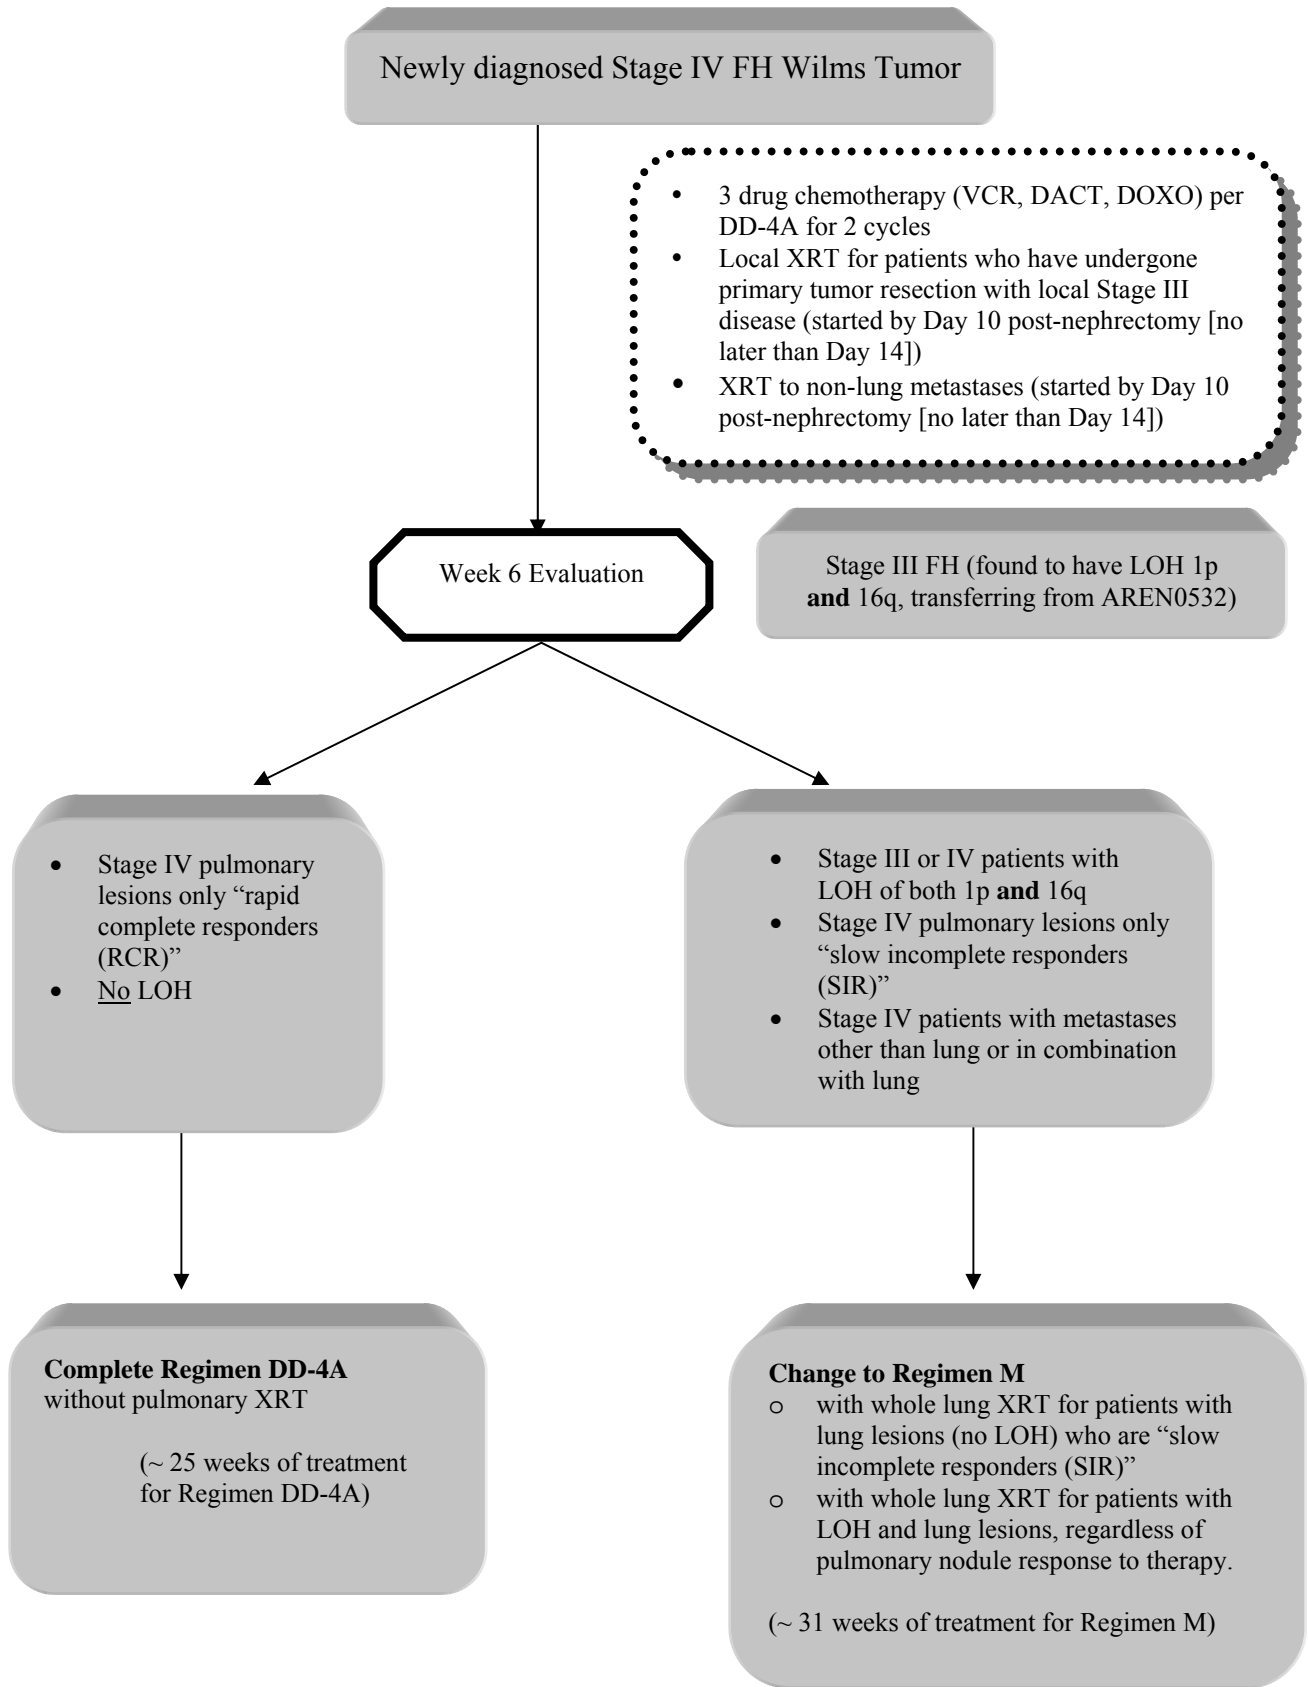 Newly diagnosed Stage IV FH Wilms Tumor
• 3 drug chemotherapy (VCR, DACT, DOXO) per
DD-4A for 2 cycles
• Local XRT for patients who have undergone
primary tumor resection with local Stage III
disease (started by Day 10 post-nephrectomy [no
later than Day 14])
• XRT to non-lung metastases (started by Day 10
post-nephrectomy [no later than Day 14])
Week 6 Evaluation
Stage III FH (found to have LOH 1p
and 16q, transferring from AREN0532)
• Stage IV pulmonary
lesions only “rapid
complete responders
(RCR)”
• No LOH
• Stage III or IV patients with
LOH of both 1p and 16q
• Stage IV pulmonary lesions only
“slow incomplete responders
(SIR)”
• Stage IV patients with metastases
other than lung or in combination
with lung
Complete Regimen DD-4A
without pulmonary XRT
(~ 25 weeks of treatment
for Regimen DD-4A)
Change to Regimen M
o with whole lung XRT for patients with
lung lesions (no LOH) who are “slow
incomplete responders (SIR)”
o with whole lung XRT for patients with
LOH and lung lesions, regardless of
pulmonary nodule response to therapy.
(~ 31 weeks of treatment for Regimen M)